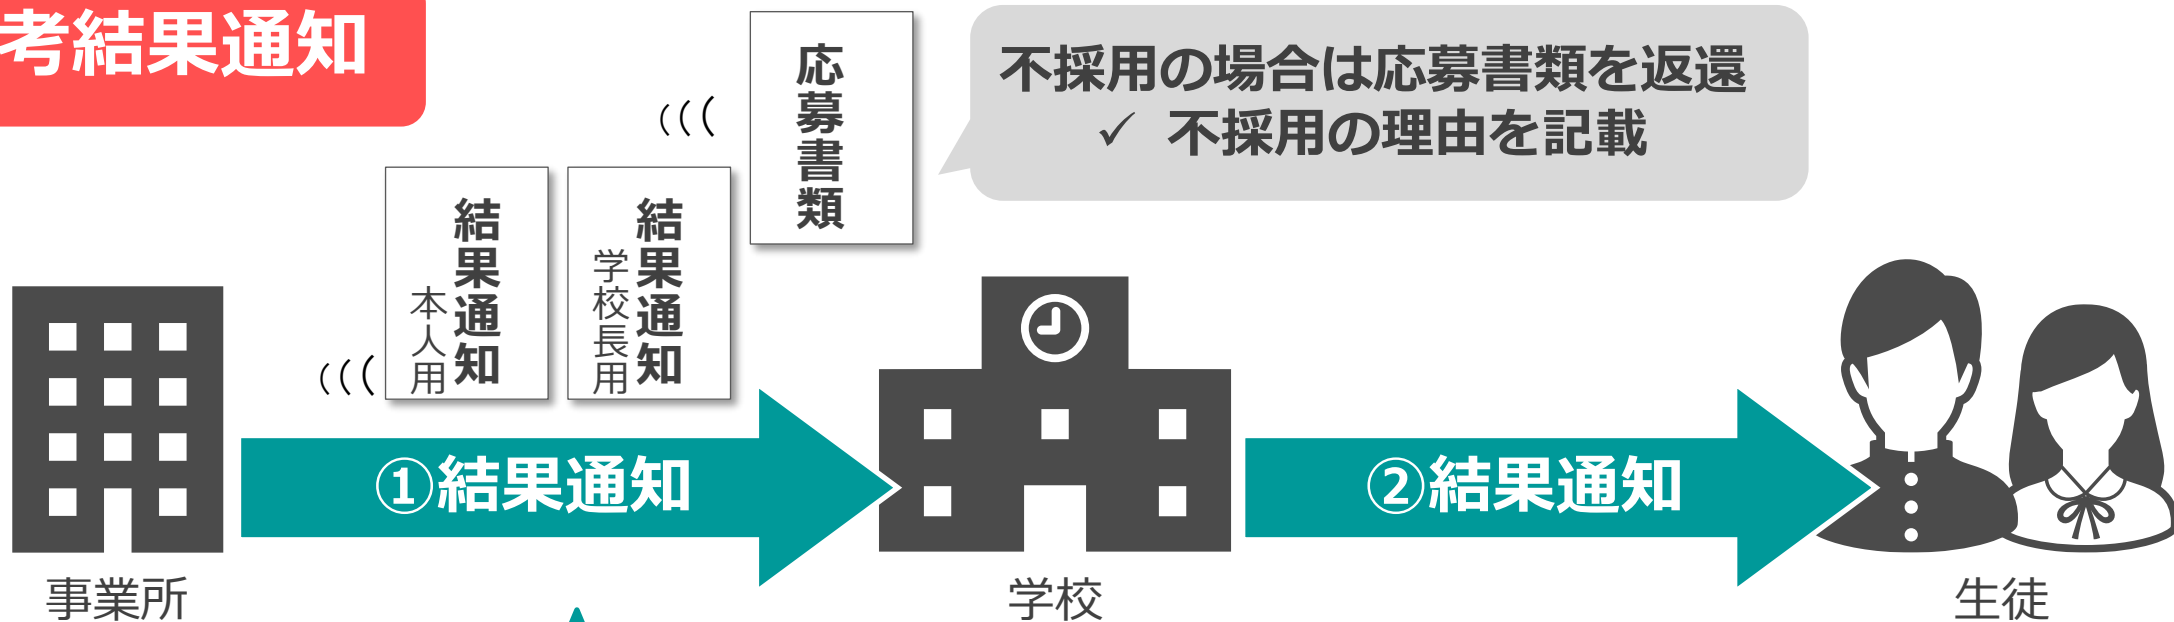 考結果通知
不採用の場合は応募書類を返還
✓ 不採用の理由を記載
応募書類
結果通知
学校長用
結果通知
本人用
①結果通知
②結果通知
事業所
学校
生徒